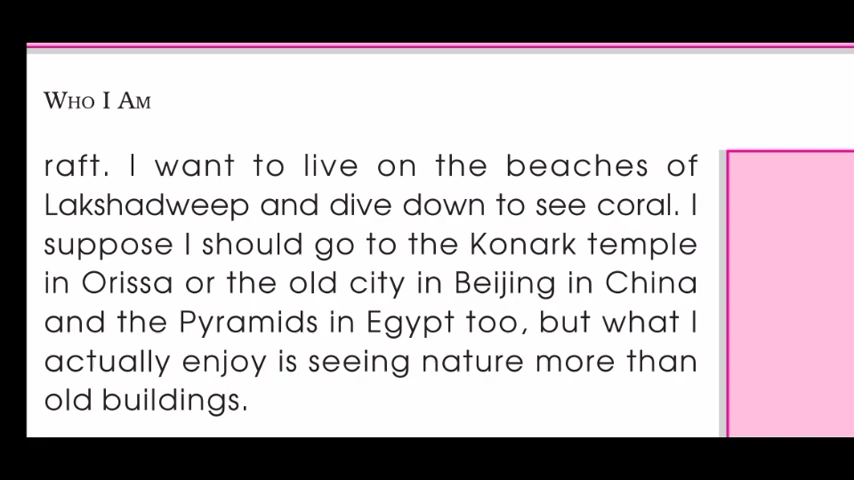 Who I Am
raft. I want to live on the beaches of
Lakshadweep and dive down to see coral. I
suppose I should go to the Konark temple
in Orissa or the old city in Beijing in China
and the Pyramids in Egypt too, but what I
actually enjoy is seeing nature more than
old buildings.